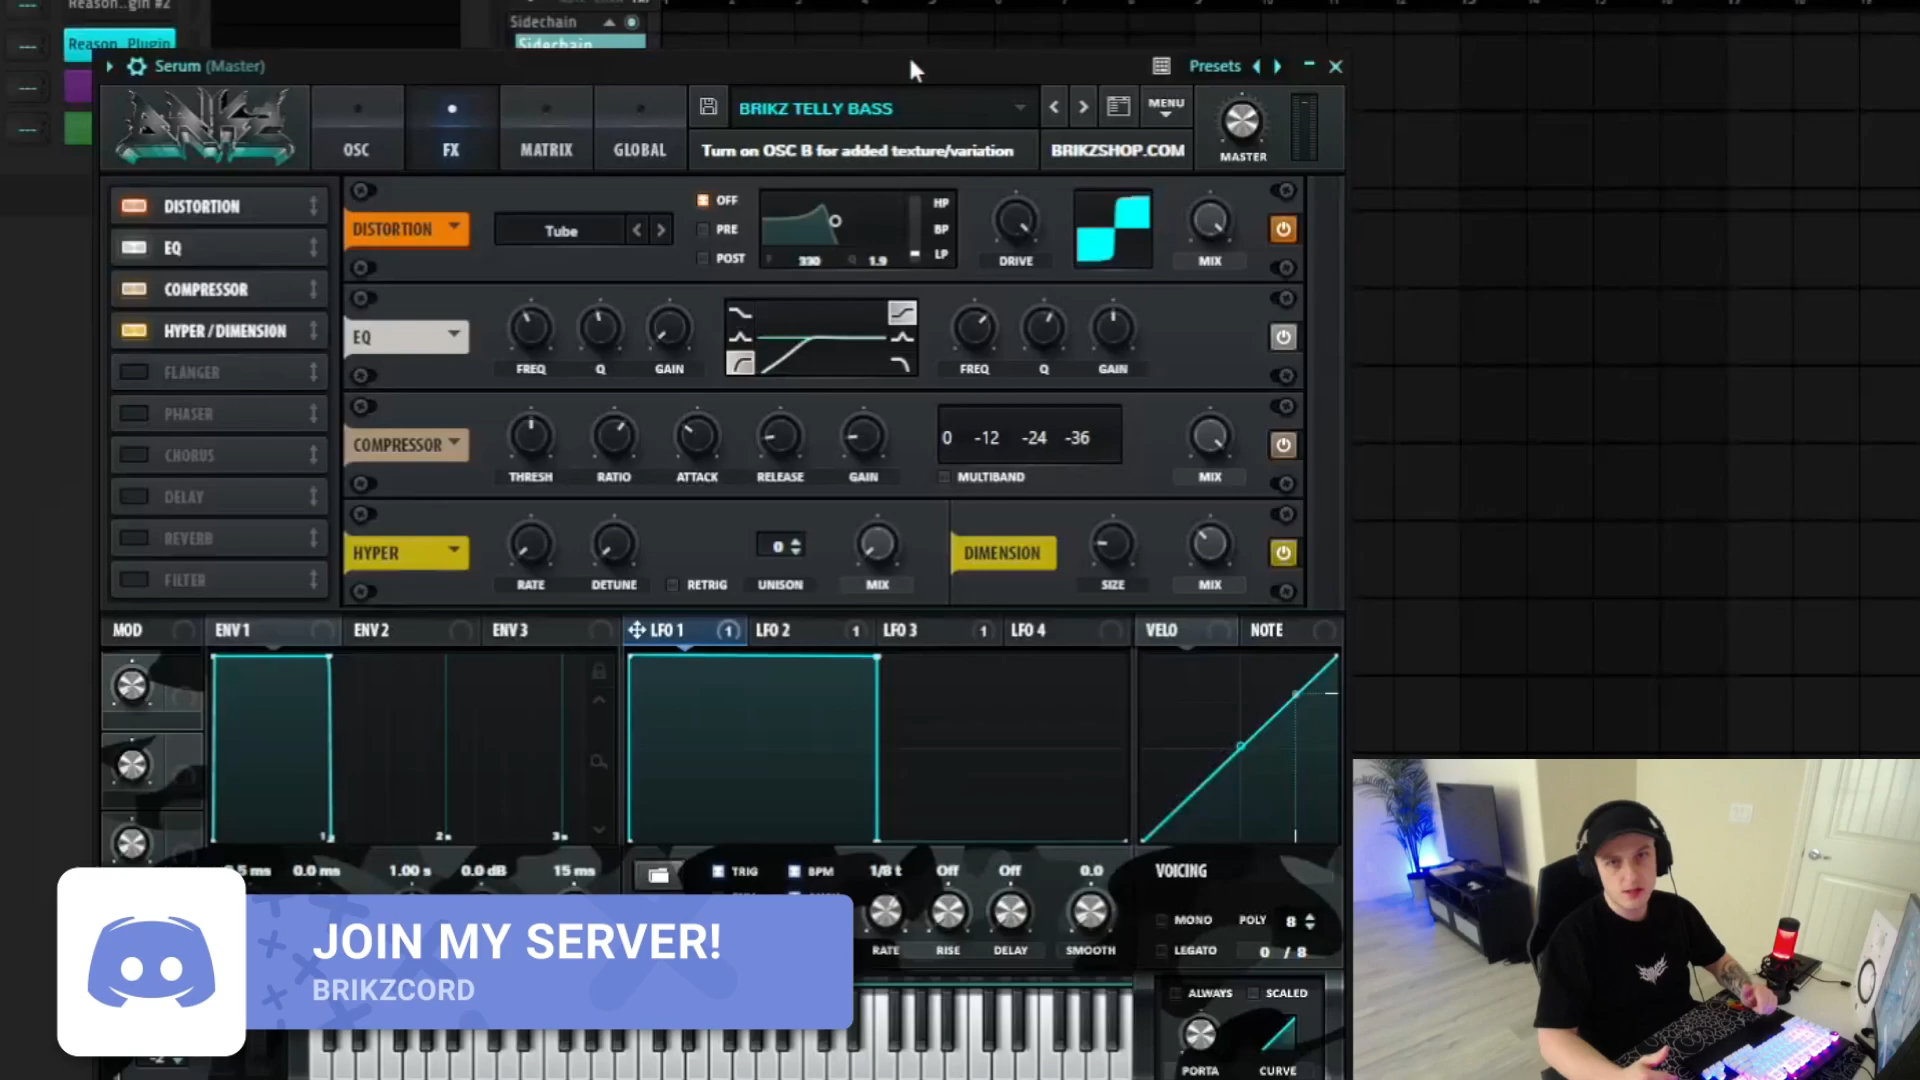 Reason..gin #2
Sidechain
Reason_Plugin
Sidechain
Serum (Master)
Presets
BRIKZ
OSC
FX
MATRIX
GLOBAL
BRIKZ TELLY BASS
MENU
Turn on OSC B for added texture/variation
BRIKZSHOP.COM
MASTER
DISTORTION
EQ
COMPRESSOR
HYPER / DIMENSION
FLANGER
PHASER
CHORUS
DELAY
REVERB
FILTER
DISTORTION
Tube
OFF
PRE
POST
F 330 Q 1.9
HP
BP
LP
DRIVE
MIX
EQ
FREQ Q GAIN
FREQ Q GAIN
COMPRESSOR
THRESH RATIO ATTACK RELEASE GAIN
0 -12 -24 -36
MULTIBAND
MIX
HYPER
RATE DETUNE
RETRIG
0
UNISON
MIX
DIMENSION
SIZE MIX
MOD
ENV 1
ENV 2
ENV 3
LFO 1 1
LFO 2 1
LFO 3 1
LFO 4
VELO
NOTE
1s 2s 3s
0.0 ms 1.00 s 0.0 dB 15 ms
TRIG
BPM
1/8 t Off Off 0.0
RATE RISE DELAY SMOOTH
VOICING
MONO POLY 8
LEGATO 0 / 8
ALWAYS SCALED
PORTA CURVE
JOIN MY SERVER!
BRIKZCORD
-2